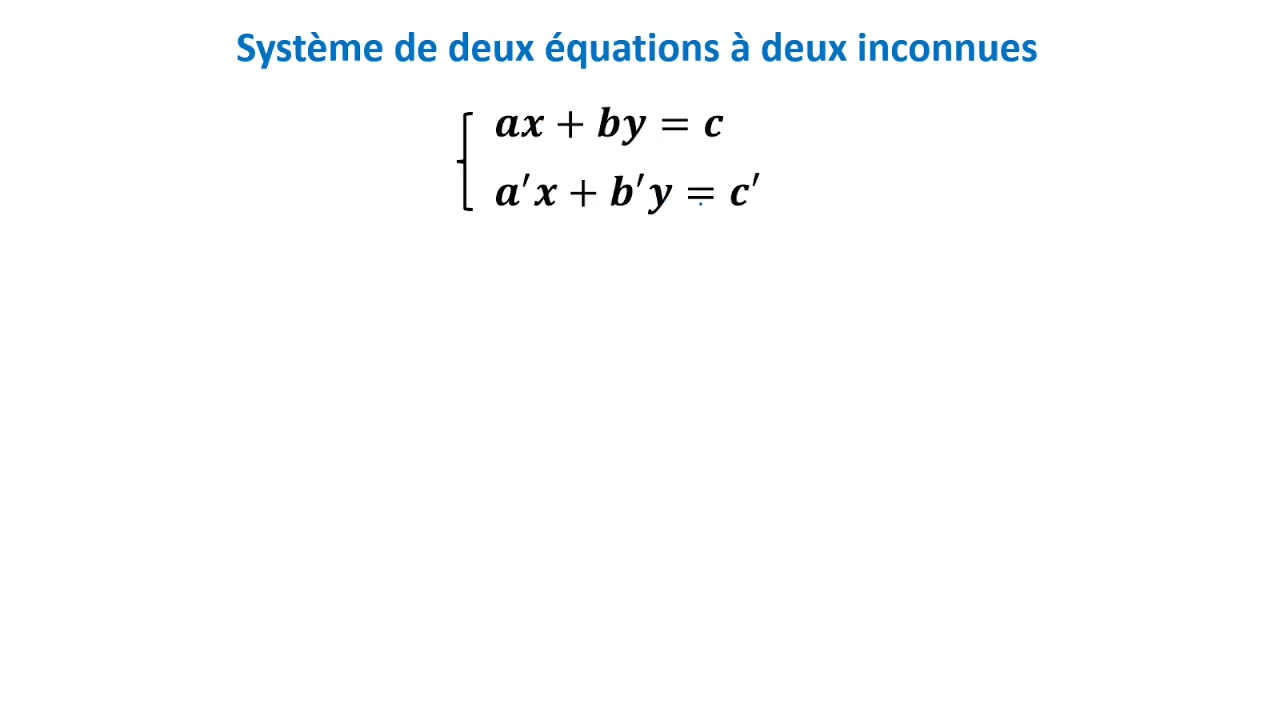 Système de deux équations à deux inconnues
ax + by = c
a′x + b′y = c′